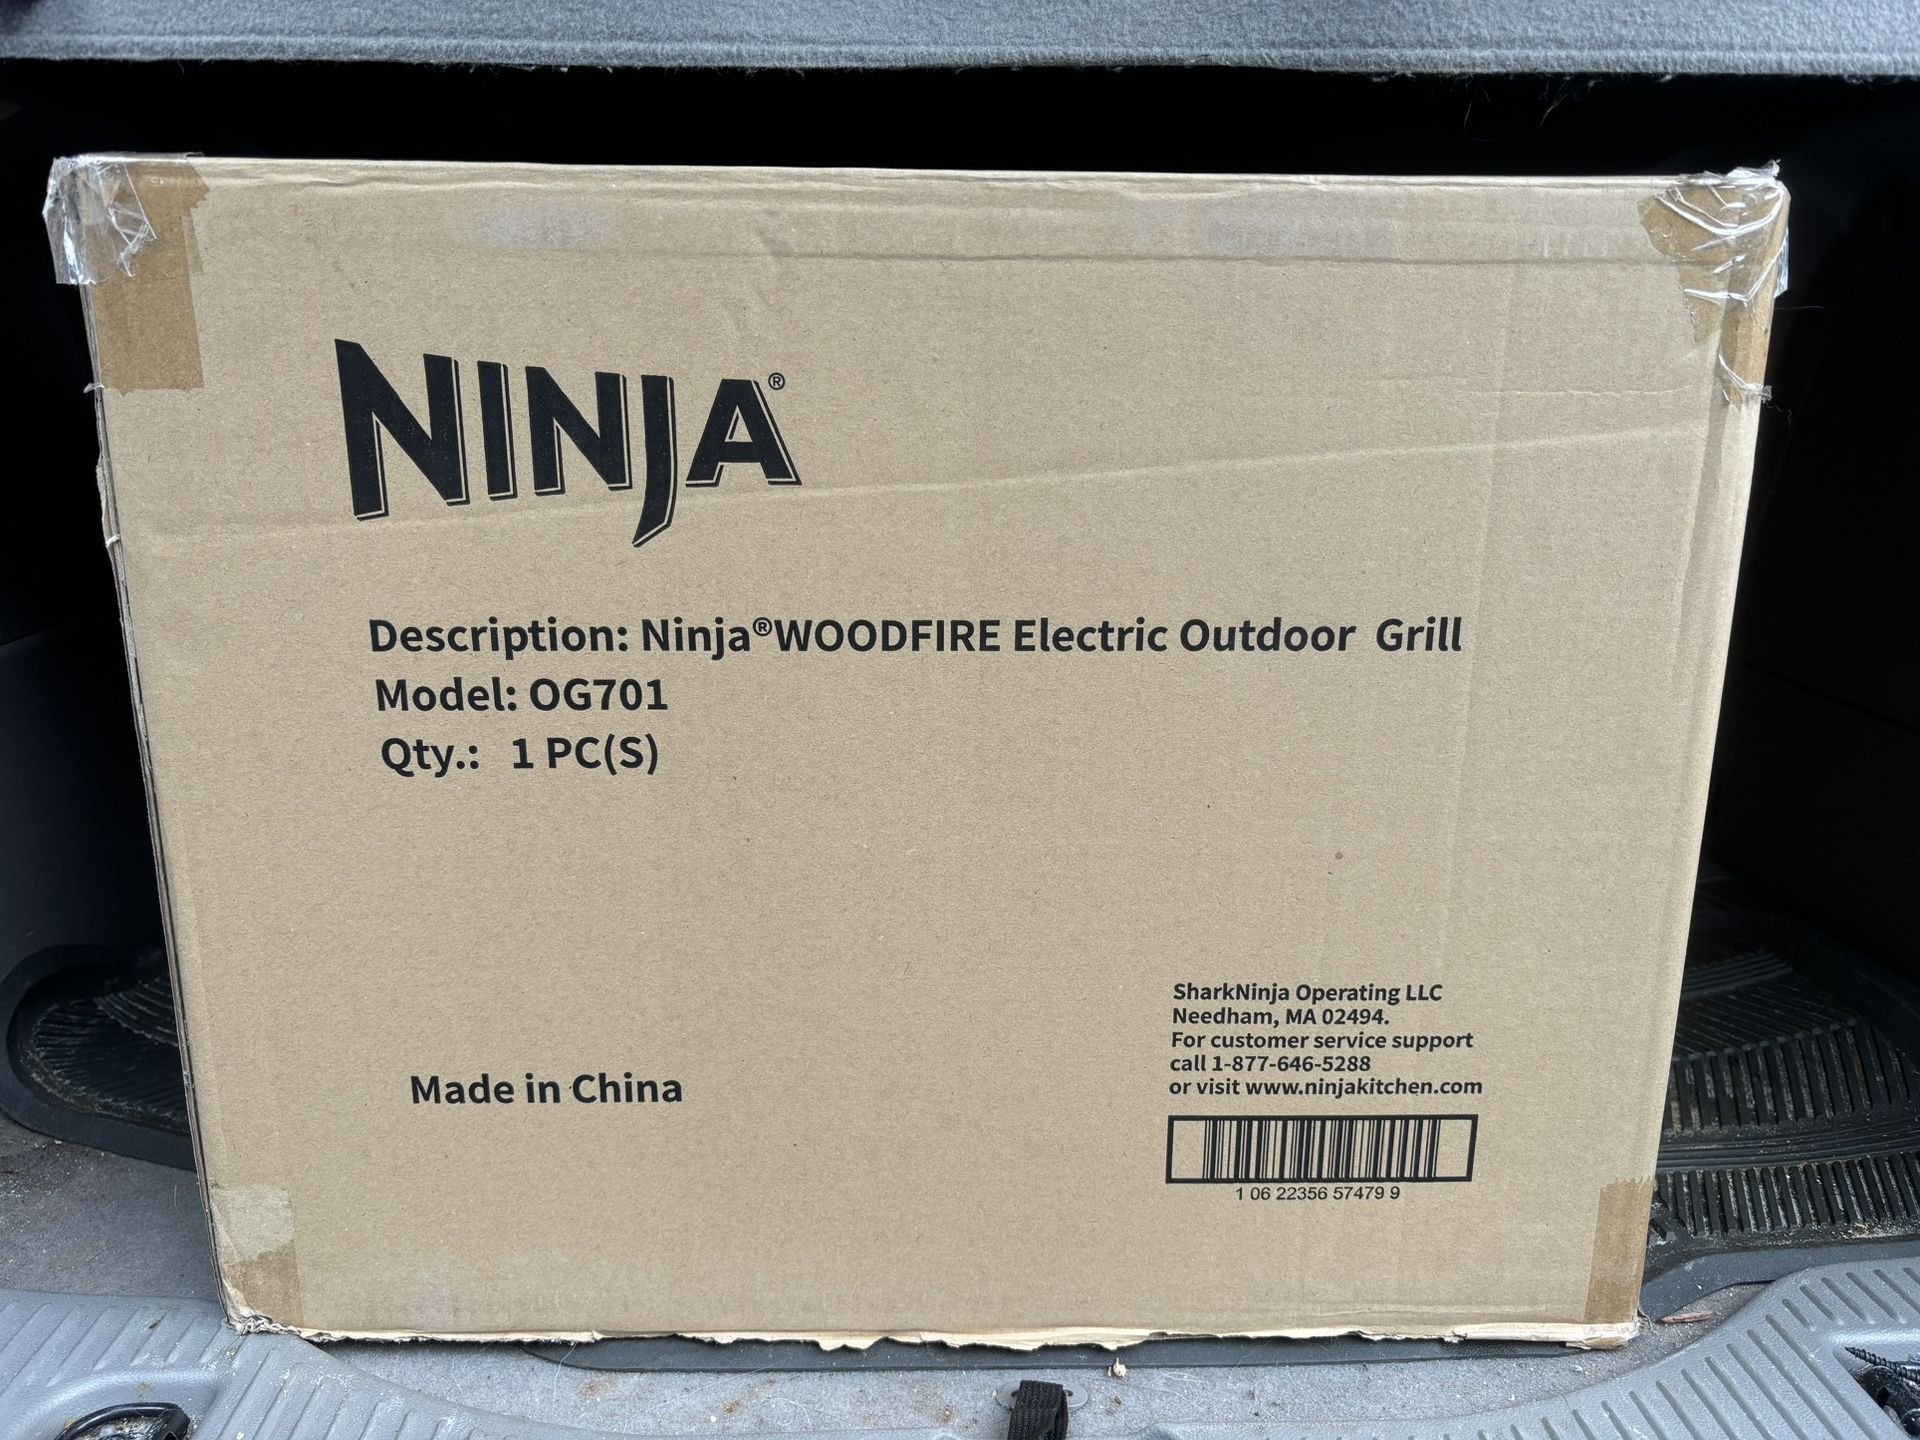 NINJA®
Description: Ninja®WOODFIRE Electric Outdoor Grill
Model: OG701
Qty.: 1 PC(S)
SharkNinja Operating LLC
Needham, MA 02494.
For customer service support
call 1-877-646-5288
or visit www.ninjakitchen.com
Made in China
1 06 22356 57479 9